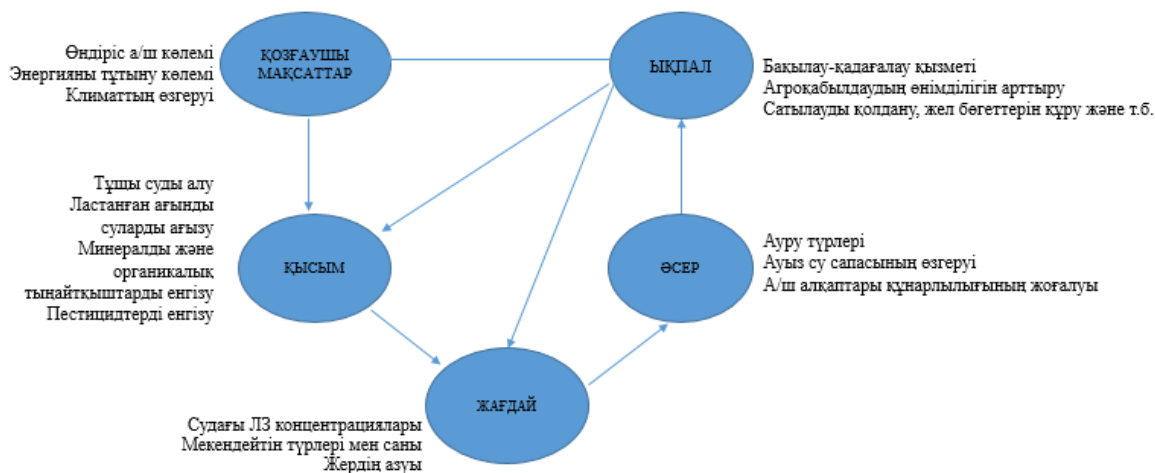 Өндіріс а/ш көлемі
Энергияны тұтыну көлемі
Климаттың өзгеруі
ҚОЗҒАУШЫ
МАҚСАТТАР
ЫҚПАЛ
Бақылау-қадағалау қызметі
Агроқабылдаудың өнімділігін арттыру
Сатылауды қолдану, жел бөгеттерін құру және т.б.
Тұщы суды алу
Ластанған ағынды
суларды ағызу
Минералды және
органикалық
тыңайтқыштарды енгізу
Пестицидтерді енгізу
ҚЫСЫМ
ӘСЕР
Ауру түрлері
Ауыз су сапасының өзгеруі
А/ш алқаптары құнарлылығының жоғалуы
ЖАҒДАЙ
Судағы ЛЗ концентрациялары
Мекендейтін түрлері мен саны
Жердің азуы